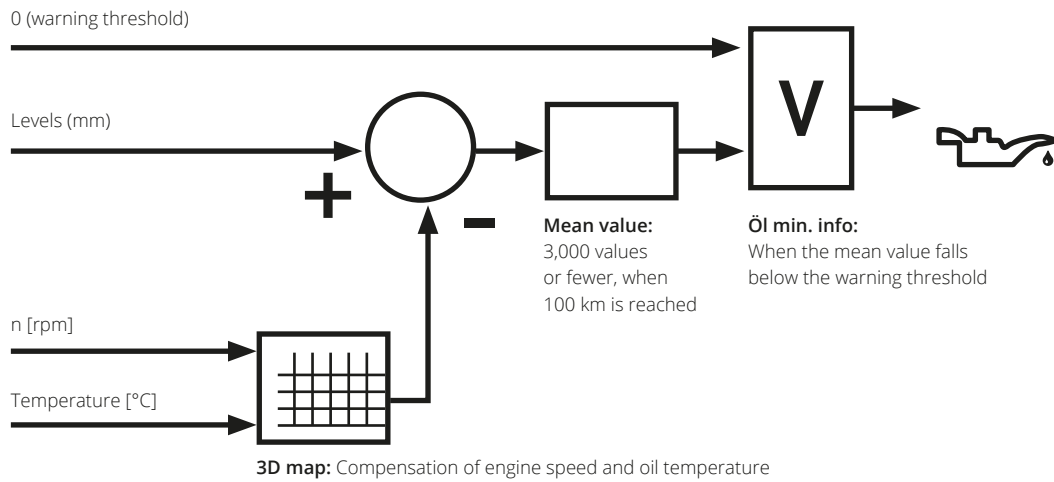 0 (warning threshold)
Levels (mm)
+
-
V
Mean value:
3,000 values
or fewer, when
100 km is reached
Öl min. info:
When the mean value falls
below the warning threshold
n [rpm]
Temperature [°C]
3D map: Compensation of engine speed and oil temperature